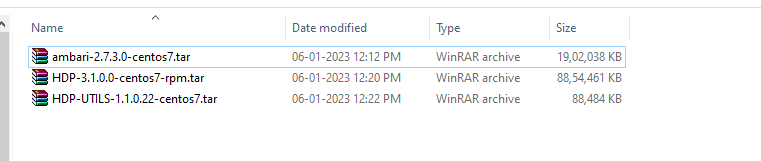 Name Date modified Type Size
ambari-2.7.3.0-centos7.tar 06-01-2023 12:12 PM WinRAR archive 19,02,038 KB
HDP-3.1.0.0-centos7-rpm.tar 06-01-2023 12:20 PM WinRAR archive 88,54,461 KB
HDP-UTILS-1.1.0.22-centos7.tar 06-01-2023 12:22 PM WinRAR archive 88,484 KB